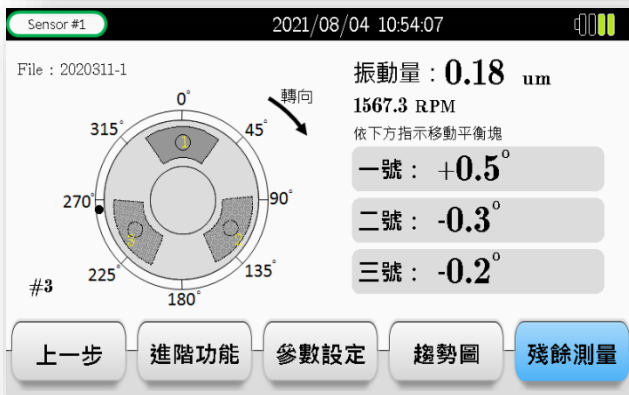 Sensor #1
2021/08/04 10:54:07
File : 2020311-1
0°
轉向
315°
45°
1
270°
90°
3
2
225°
135°
180°
#3
振動量：0.18 um
1567.3 RPM
依下方指示移動平衡塊
一號： +0.5°
二號： -0.3°
三號： -0.2°
上一步
進階功能
參數設定
趨勢圖
殘餘測量